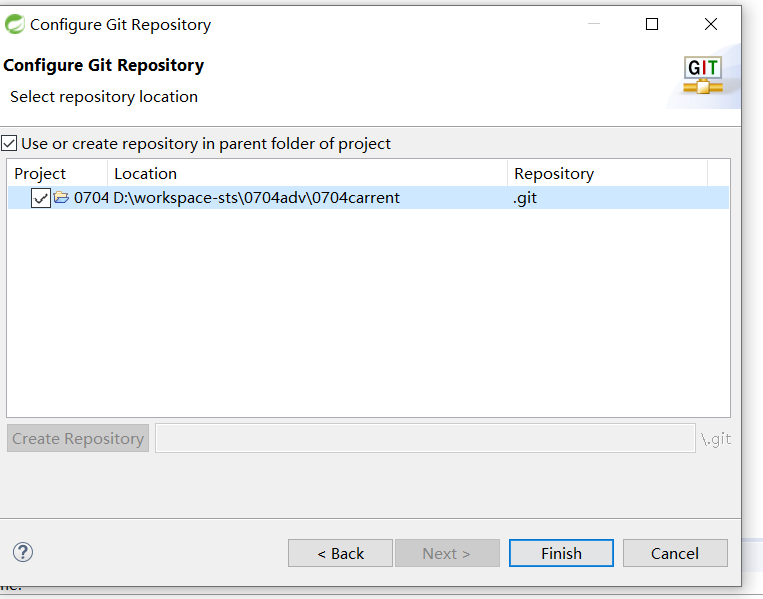 Configure Git Repository
Configure Git Repository
GIT
Select repository location
Use or create repository in parent folder of project
Project Location Repository
0704 D:\workspace-sts\0704adv\0704carrent .git
Create Repository \.git
< Back Next > Finish Cancel